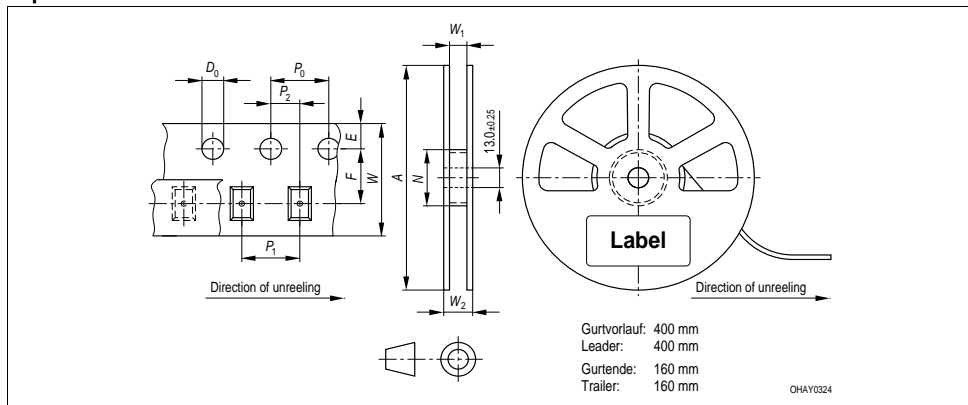 W1
D0
P0
P2
E
F
W
A
N
13.0±0.25
Label
P1
W2
Direction of unreeling
Direction of unreeling
Gurtvorlauf: 400 mm
Leader: 400 mm
Gurtende: 160 mm
Trailer: 160 mm
OHAY0324